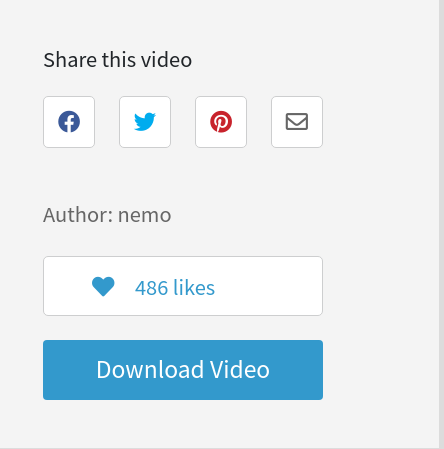 Share this video
Author: nemo
486 likes
Download Video